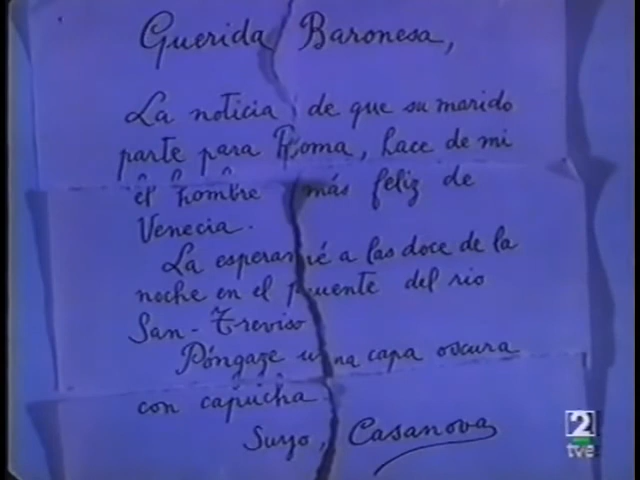 Querida Baronesa,
La noticia de que su marido
parte para Roma, hace de mi
el hombre más feliz de
Venecia.
La esperaré a las doce de la
noche en el puente del rio
San-Treviso
Póngaze una capa oscura
con capucha.
Suyo, Casanova
2
tve